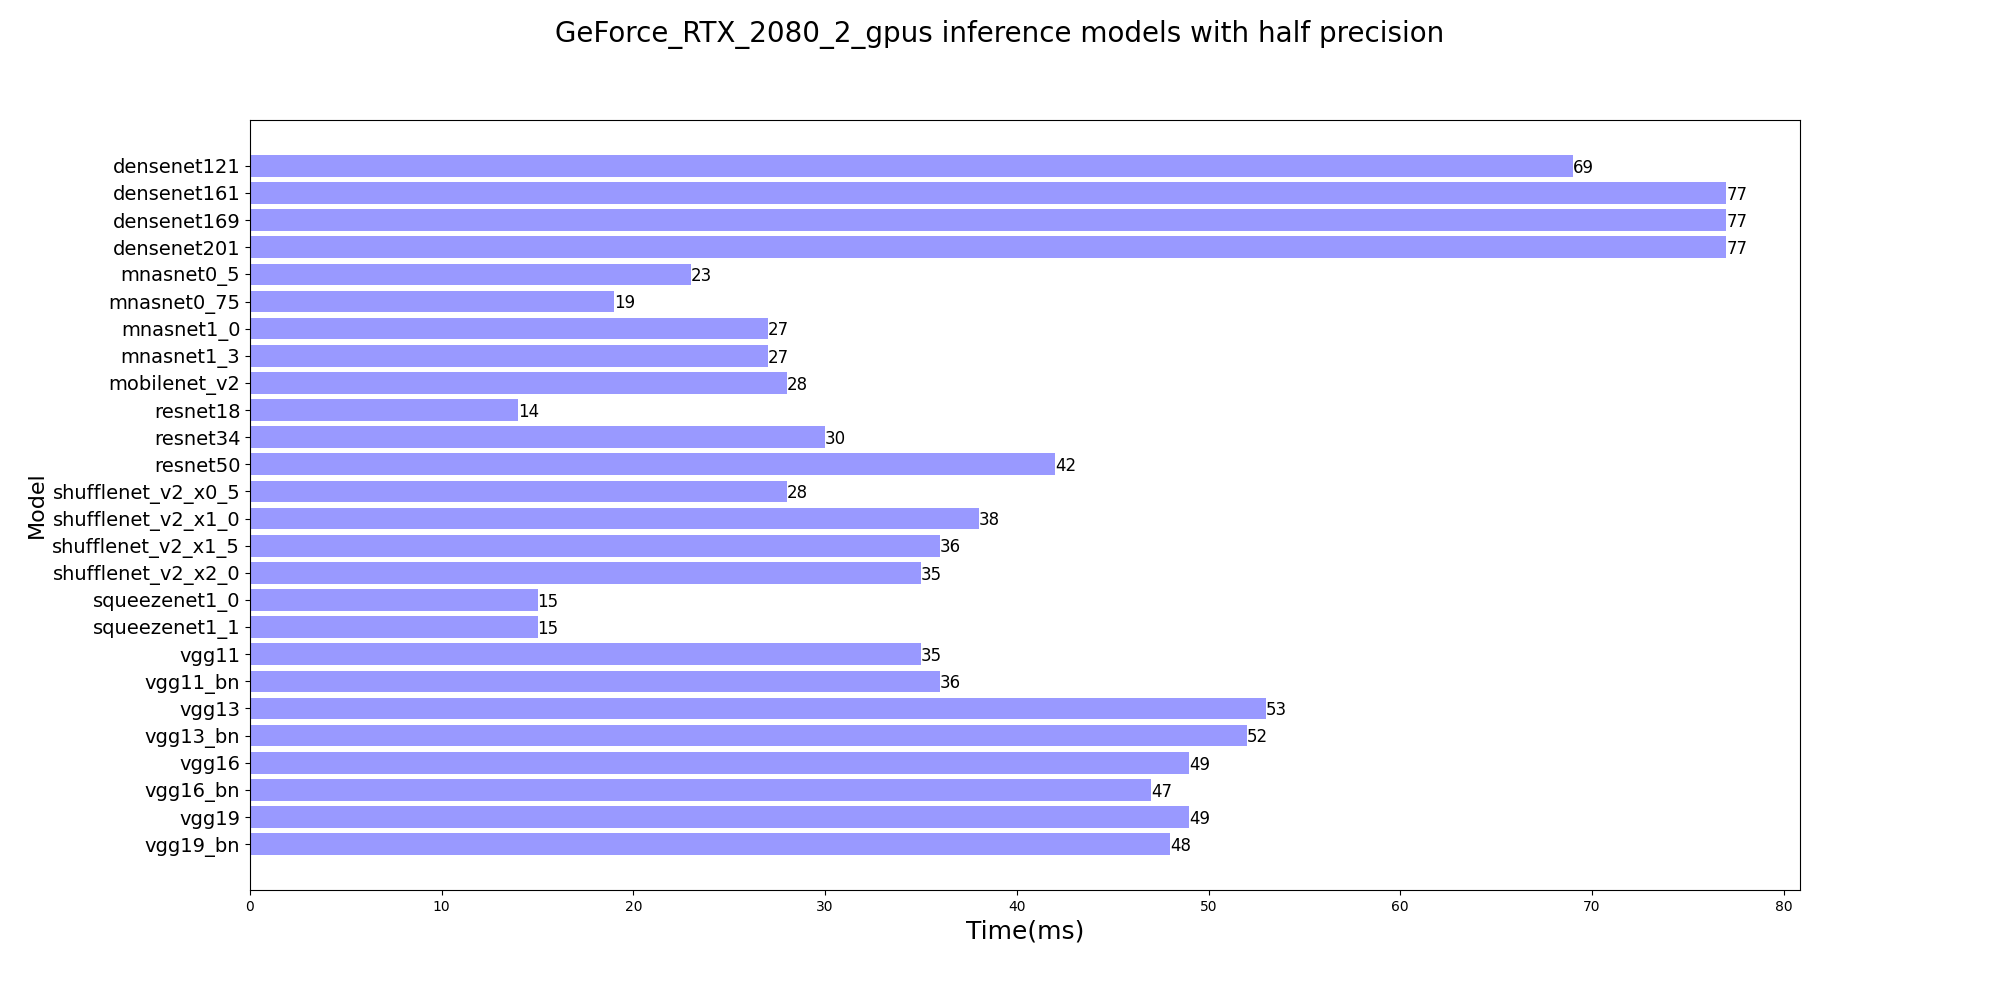 GeForce_RTX_2080_2_gpus inference models with half precision
densenet121 69
densenet161 77
densenet169 77
densenet201 77
mnasnet0_5 23
mnasnet0_75 19
mnasnet1_0 27
mnasnet1_3 27
mobilenet_v2 28
resnet18 14
resnet34 30
resnet50 42
shufflenet_v2_x0_5 28
shufflenet_v2_x1_0 38
shufflenet_v2_x1_5 36
shufflenet_v2_x2_0 35
squeezenet1_0 15
squeezenet1_1 15
vgg11 35
vgg11_bn 36
vgg13 53
vgg13_bn 52
vgg16 49
vgg16_bn 47
vgg19 49
vgg19_bn 48
Model
0 10 20 30 40 50 60 70 80
Time(ms)